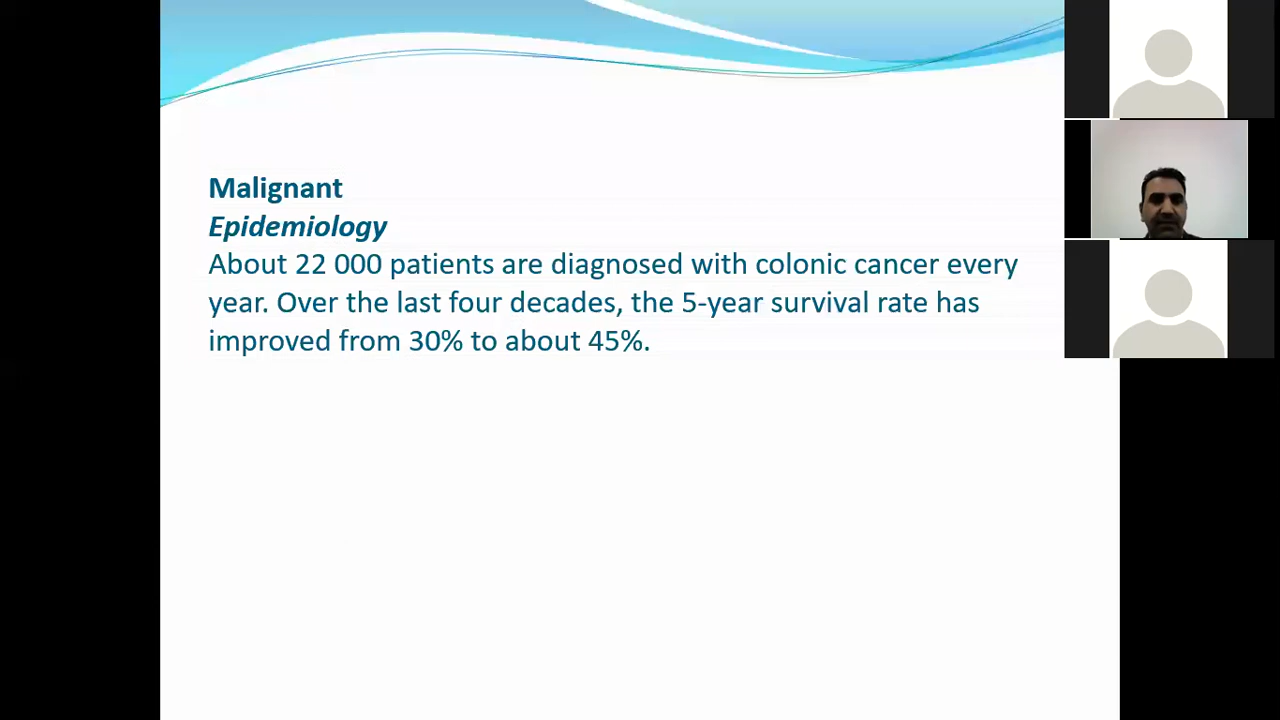 Malignant
Epidemiology
About 22 000 patients are diagnosed with colonic cancer every
year. Over the last four decades, the 5-year survival rate has
improved from 30% to about 45%.